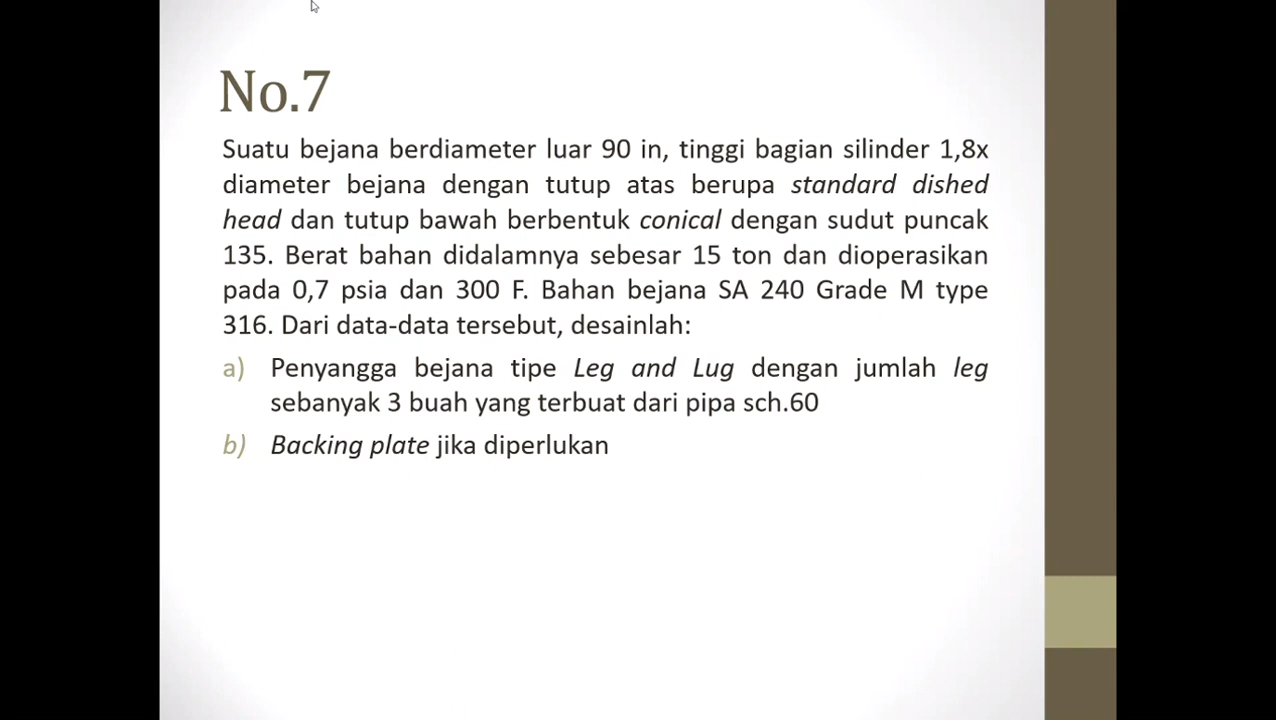 No.7
Suatu bejana berdiameter luar 90 in, tinggi bagian silinder 1,8x
diameter bejana dengan tutup atas berupa standard dished
head dan tutup bawah berbentuk conical dengan sudut puncak
135. Berat bahan didalamnya sebesar 15 ton dan dioperasikan
pada 0,7 psia dan 300 F. Bahan bejana SA 240 Grade M type
316. Dari data-data tersebut, desainlah:
a) Penyangga bejana tipe Leg and Lug dengan jumlah leg
sebanyak 3 buah yang terbuat dari pipa sch.60
b) Backing plate jika diperlukan